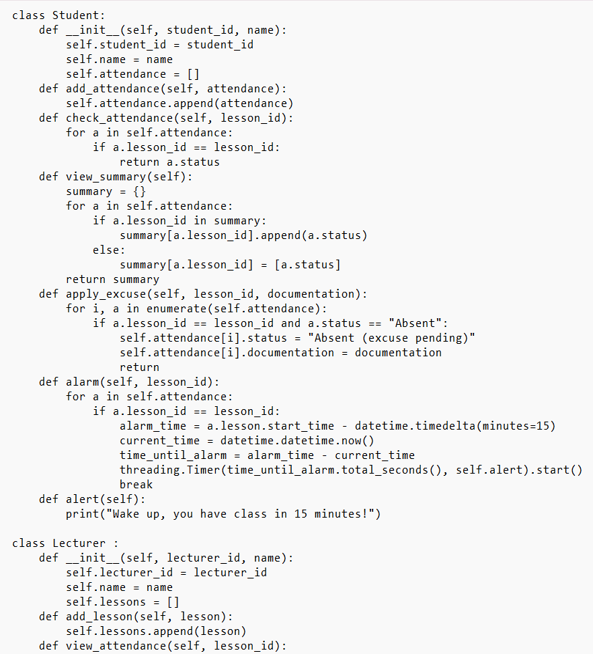 class Student:
    def __init__(self, student_id, name):
        self.student_id = student_id
        self.name = name
        self.attendance = []
    def add_attendance(self, attendance):
        self.attendance.append(attendance)
    def check_attendance(self, lesson_id):
        for a in self.attendance:
            if a.lesson_id == lesson_id:
                return a.status
    def view_summary(self):
        summary = {}
        for a in self.attendance:
            if a.lesson_id in summary:
                summary[a.lesson_id].append(a.status)
            else:
                summary[a.lesson_id] = [a.status]
        return summary
    def apply_excuse(self, lesson_id, documentation):
        for i, a in enumerate(self.attendance):
            if a.lesson_id == lesson_id and a.status == "Absent":
                self.attendance[i].status = "Absent (excuse pending)"
                self.attendance[i].documentation = documentation
                return
    def alarm(self, lesson_id):
        for a in self.attendance:
            if a.lesson_id == lesson_id:
                alarm_time = a.lesson.start_time - datetime.timedelta(minutes=15)
                current_time = datetime.datetime.now()
                time_until_alarm = alarm_time - current_time
                threading.Timer(time_until_alarm.total_seconds(), self.alert).start()
                break
    def alert(self):
        print("Wake up, you have class in 15 minutes!")

class Lecturer :
    def __init__(self, lecturer_id, name):
        self.lecturer_id = lecturer_id
        self.name = name
        self.lessons = []
    def add_lesson(self, lesson):
        self.lessons.append(lesson)
    def view_attendance(self, lesson_id):